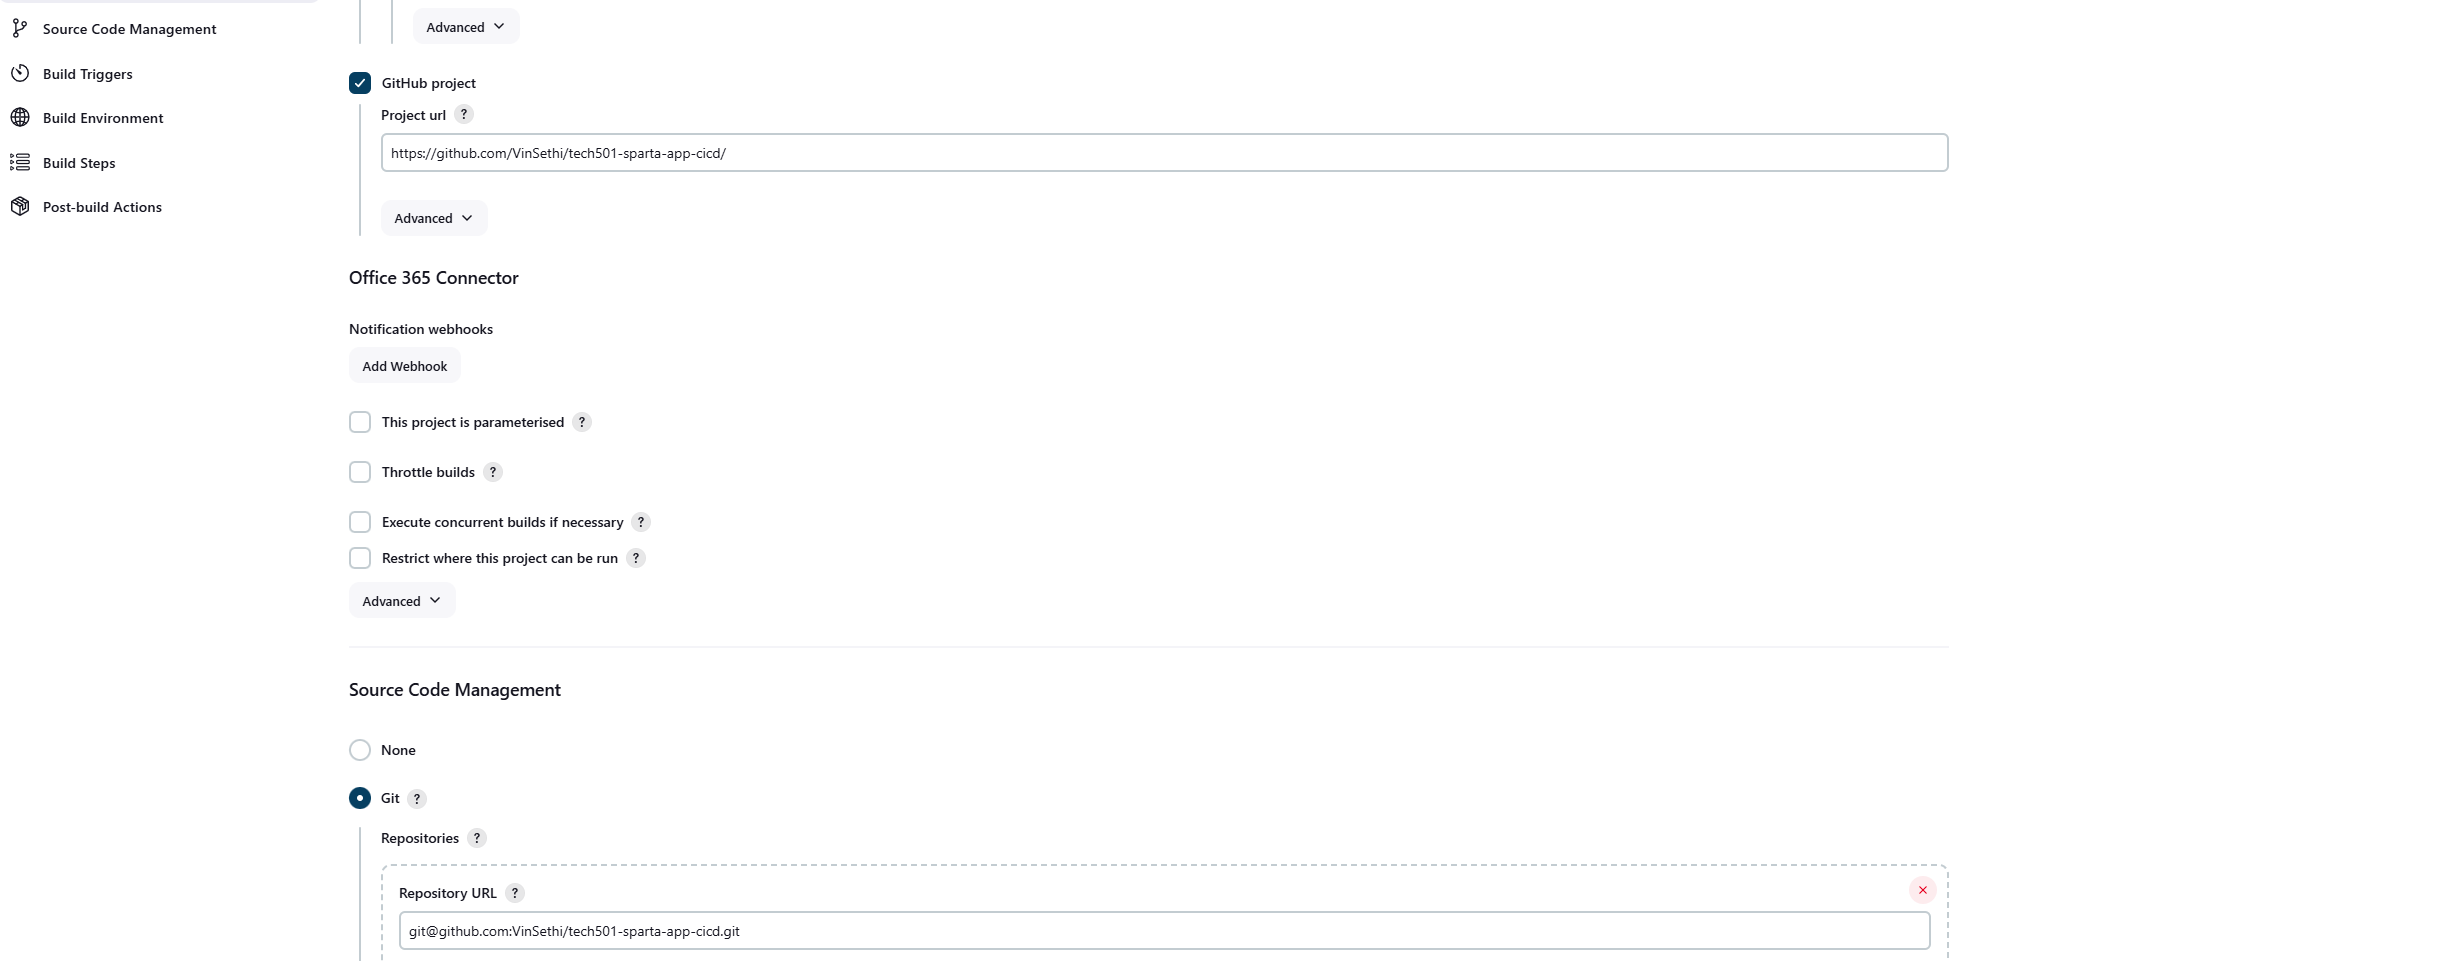 Source Code Management
Build Triggers
Build Environment
Build Steps
Post-build Actions
Advanced
GitHub project
Project url ?
https://github.com/VinSethi/tech501-sparta-app-cicd/
Advanced
Office 365 Connector
Notification webhooks
Add Webhook
This project is parameterised ?
Throttle builds ?
Execute concurrent builds if necessary ?
Restrict where this project can be run ?
Advanced
Source Code Management
None
Git ?
Repositories ?
Repository URL ?
git@github.com:VinSethi/tech501-sparta-app-cicd.git